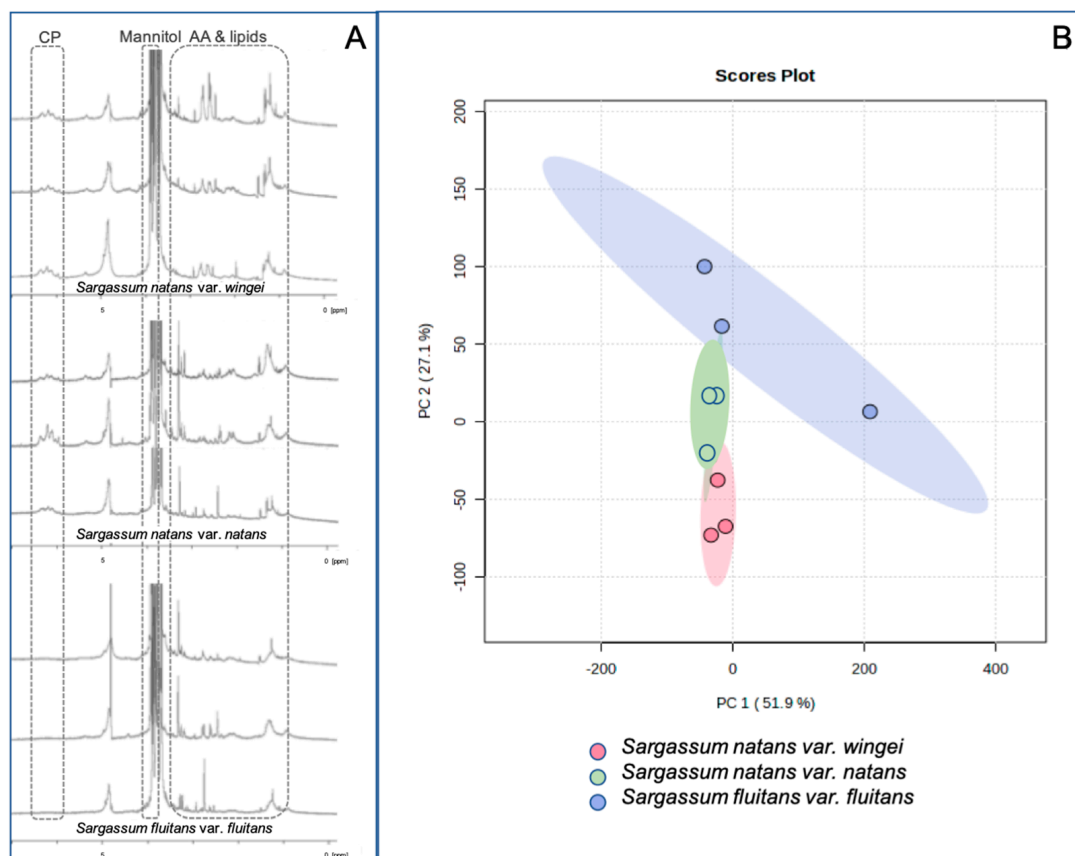 A
CP Mannitol AA & lipids
Sargassum natans var. wingei
5 0 [ppm]
Sargassum natans var. natans
5 0 [ppm]
Sargassum fluitans var. fluitans
5 0 [ppm]
B
Scores Plot
PC 2 ( 27.1 %)
200
150
100
50
0
-50
-100
-200 0 200 400
PC 1 ( 51.9 %)
Sargassum natans var. wingei
Sargassum natans var. natans
Sargassum fluitans var. fluitans